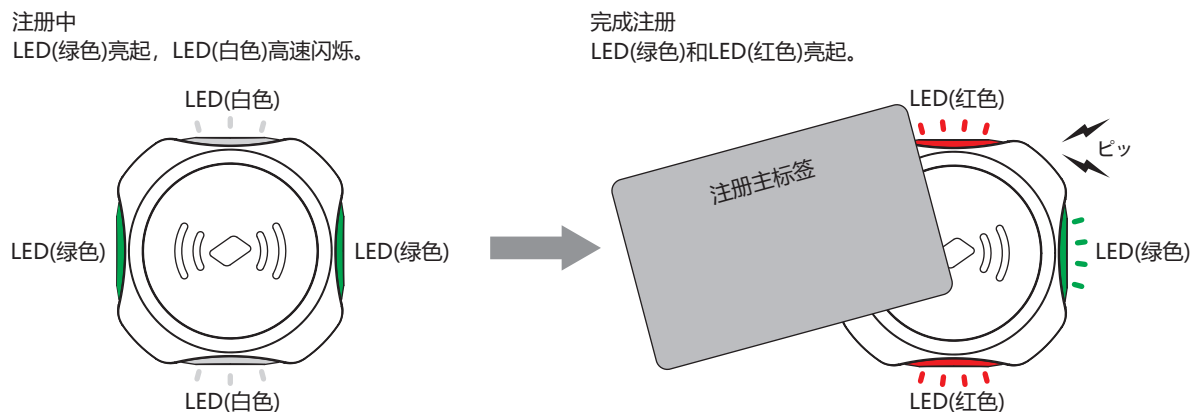 注册中
LED(绿色)亮起，LED(白色)高速闪烁。
LED(白色)
LED(绿色)
LED(绿色)
LED(白色)
完成注册
LED(绿色)和LED(红色)亮起。
LED(红色)
ピッ
注册主标签
LED(绿色)
LED(红色)